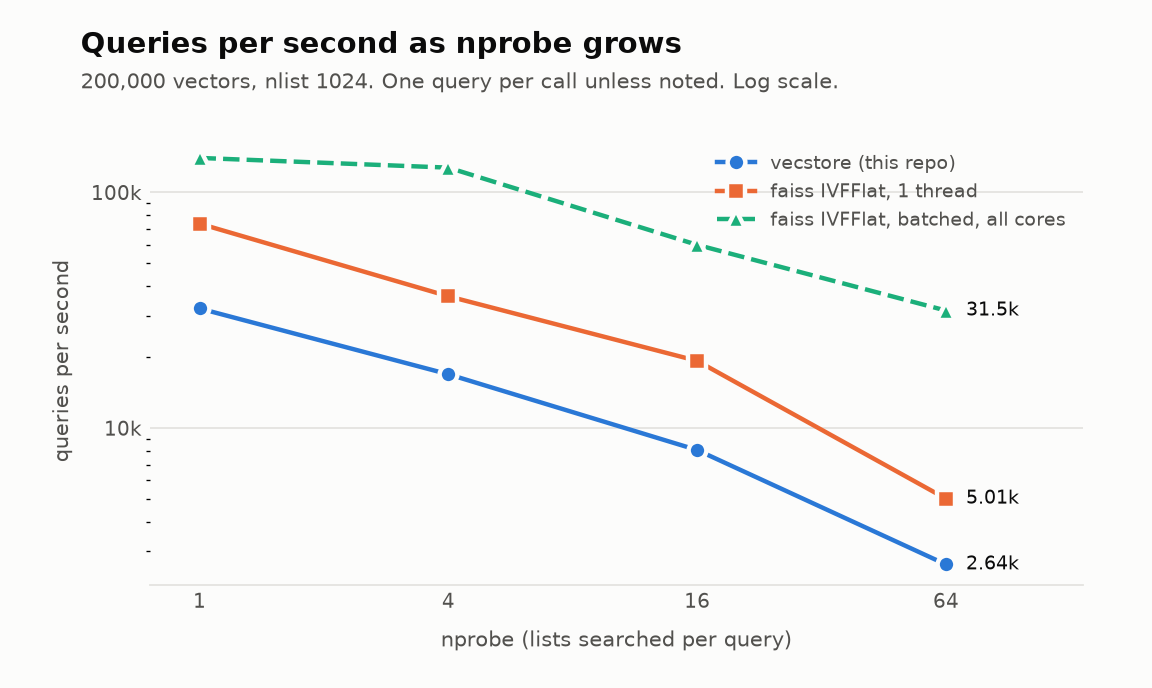 Queries per second as nprobe grows
200,000 vectors, nlist 1024. One query per call unless noted. Log scale.
vecstore (this repo)
faiss IVFFlat, 1 thread
faiss IVFFlat, batched, all cores
100k
10k
queries per second
31.5k
5.01k
2.64k
1 4 16 64
nprobe (lists searched per query)